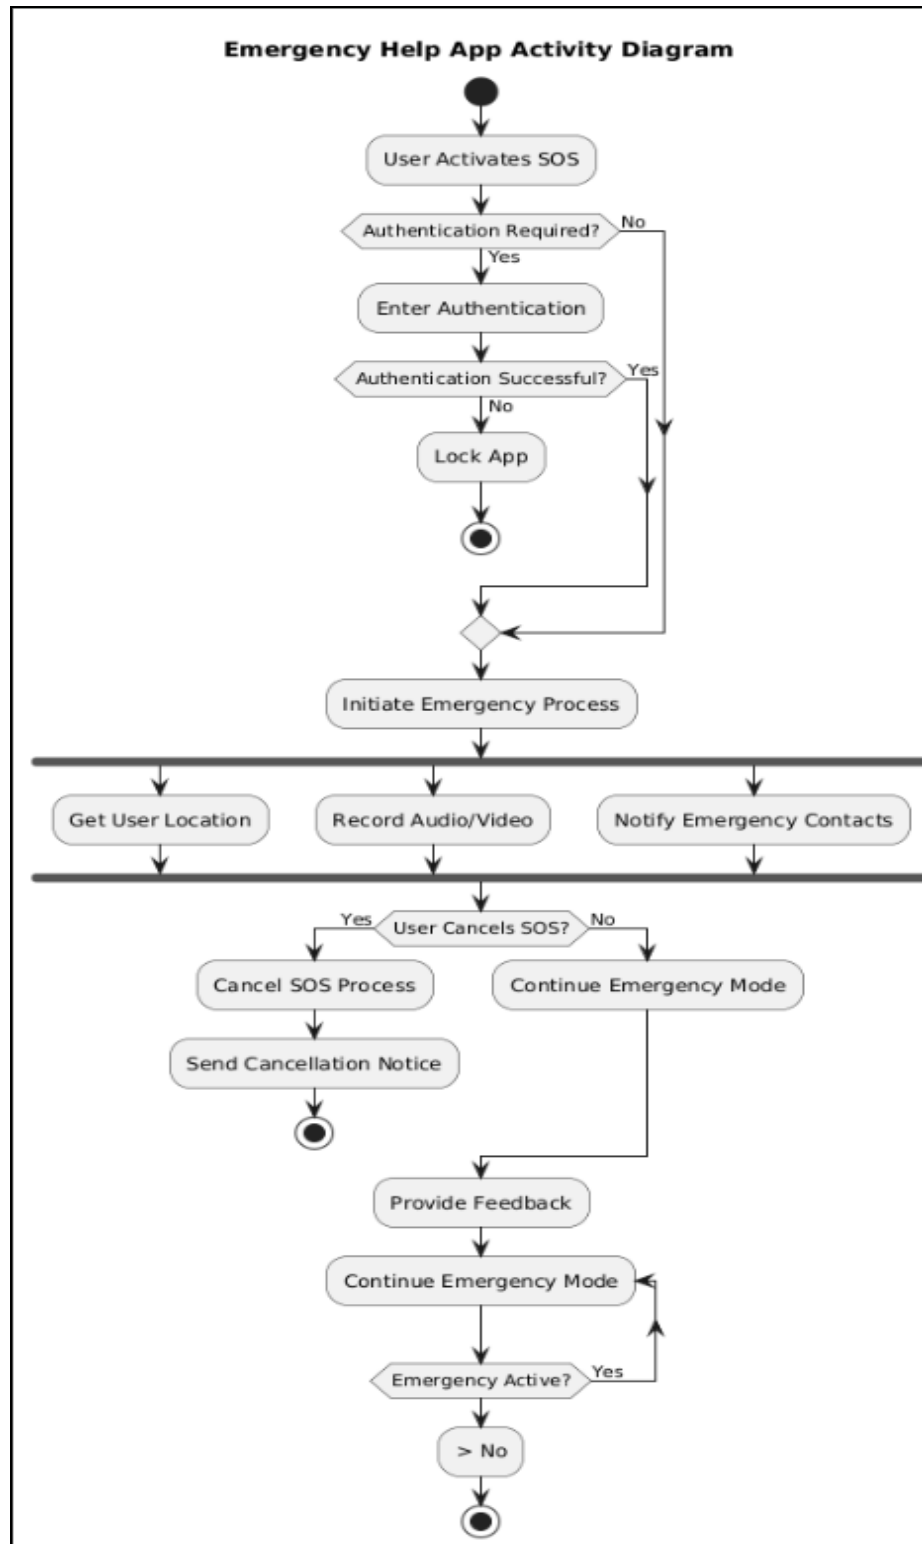 Emergency Help App Activity Diagram
User Activates SOS
Authentication Required?
No
Yes
Enter Authentication
Authentication Successful?
Yes
No
Lock App
Initiate Emergency Process
Get User Location
Record Audio/Video
Notify Emergency Contacts
Yes
User Cancels SOS?
No
Cancel SOS Process
Continue Emergency Mode
Send Cancellation Notice
Provide Feedback
Continue Emergency Mode
Emergency Active?
Yes
> No